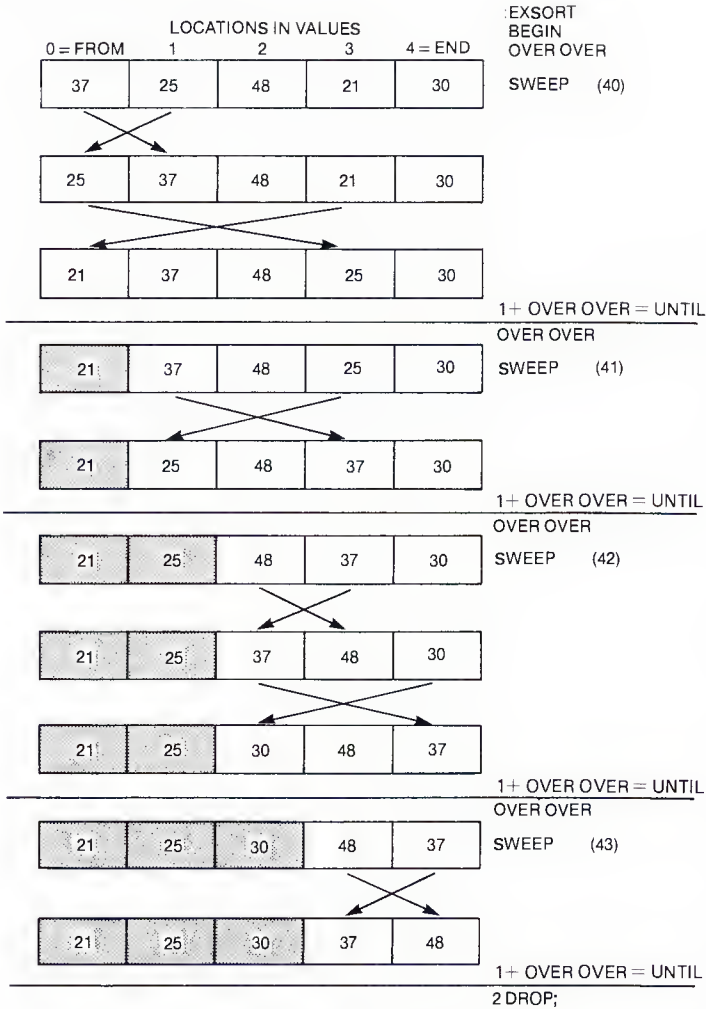 :EXSORT
BEGIN
LOCATIONS IN VALUES
0 = FROM 1 2 3 4 = END OVER OVER
37 25 48 21 30 SWEEP (40)
25 37 48 21 30
21 37 48 25 30
1+ OVER OVER = UNTIL
OVER OVER
21 37 48 25 30 SWEEP (41)
21 25 48 37 30
1+ OVER OVER = UNTIL
OVER OVER
21 25 48 37 30 SWEEP (42)
21 25 37 48 30
21 25 30 48 37
1+ OVER OVER = UNTIL
OVER OVER
21 25 30 48 37 SWEEP (43)
21 25 30 37 48
1+ OVER OVER = UNTIL
2 DROP;